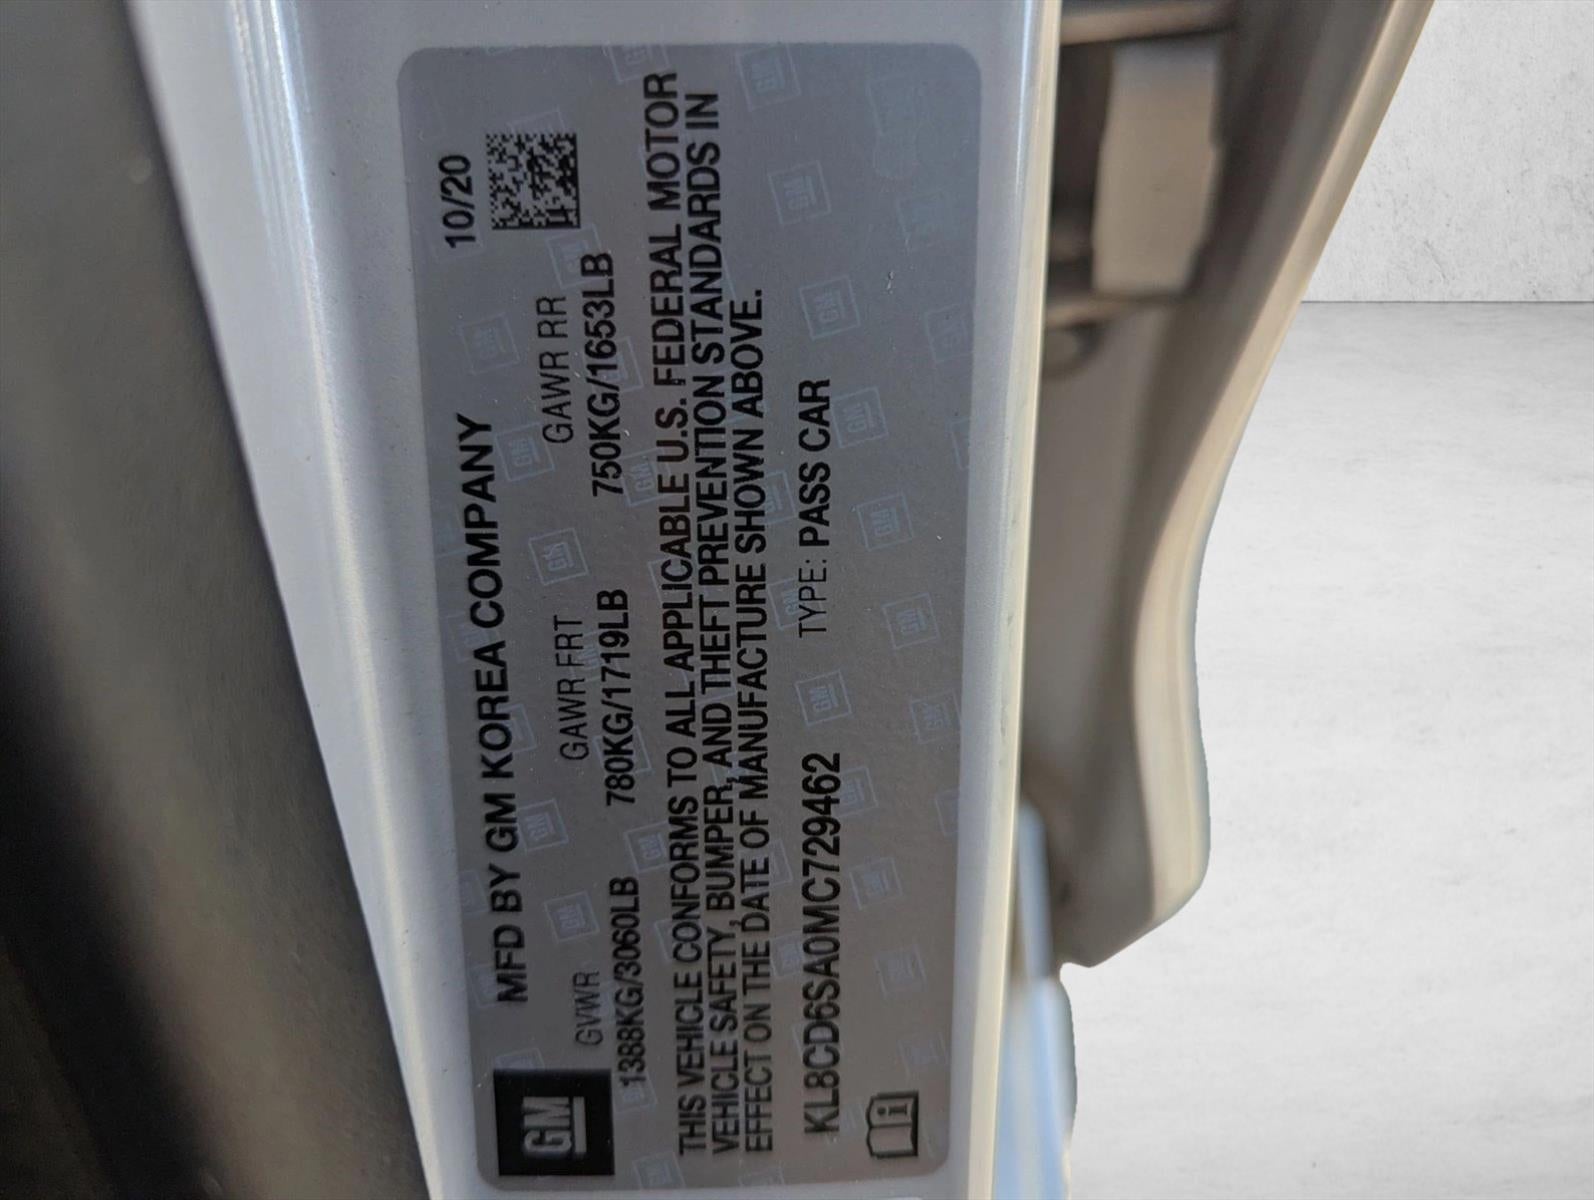 GM
MFD BY GM KOREA COMPANY 10/20
GVWR GAWR FRT GAWR RR
1388KG/3060LB 780KG/1719LB 750KG/1653LB
THIS VEHICLE CONFORMS TO ALL APPLICABLE U.S. FEDERAL MOTOR
VEHICLE SAFETY, BUMPER, AND THEFT PREVENTION STANDARDS IN
EFFECT ON THE DATE OF MANUFACTURE SHOWN ABOVE.
KL8CD6SA0MC729462 TYPE: PASS CAR